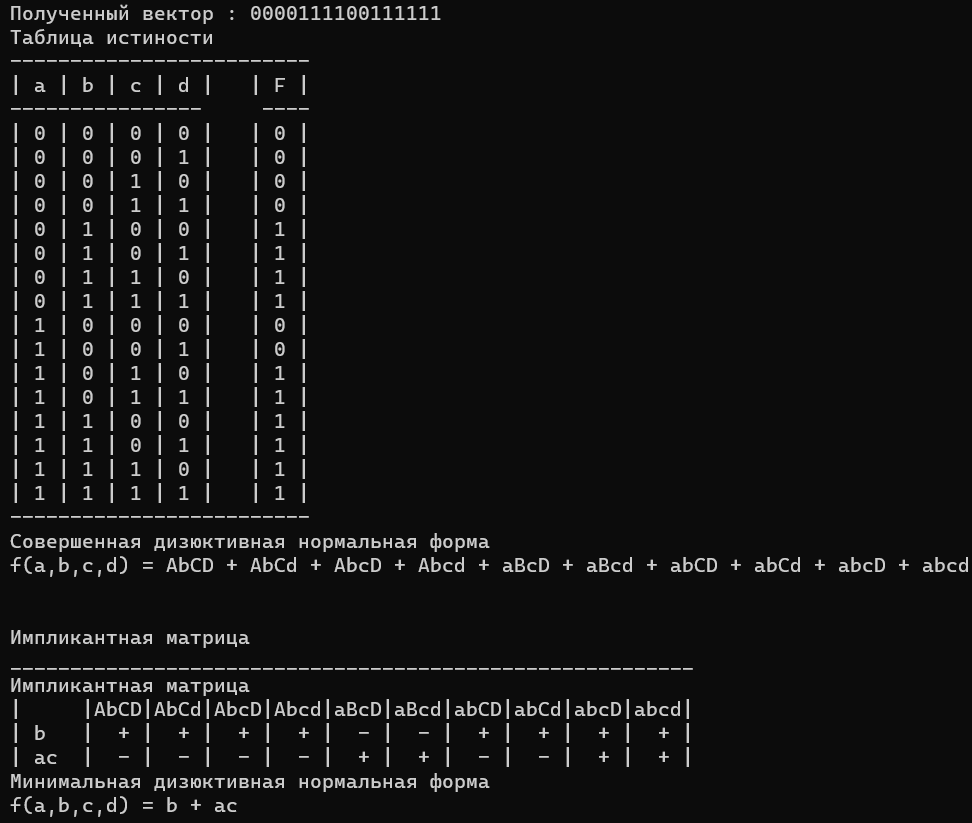 Полученный вектор : 0000111100111111
Таблица истиности
-------------------------
| a | b | c | d |   | F |
----------------     ----
| 0 | 0 | 0 | 0 |   | 0 |
| 0 | 0 | 0 | 1 |   | 0 |
| 0 | 0 | 1 | 0 |   | 0 |
| 0 | 0 | 1 | 1 |   | 0 |
| 0 | 1 | 0 | 0 |   | 1 |
| 0 | 1 | 0 | 1 |   | 1 |
| 0 | 1 | 1 | 0 |   | 1 |
| 0 | 1 | 1 | 1 |   | 1 |
| 1 | 0 | 0 | 0 |   | 0 |
| 1 | 0 | 0 | 1 |   | 0 |
| 1 | 0 | 1 | 0 |   | 1 |
| 1 | 0 | 1 | 1 |   | 1 |
| 1 | 1 | 0 | 0 |   | 1 |
| 1 | 1 | 0 | 1 |   | 1 |
| 1 | 1 | 1 | 0 |   | 1 |
| 1 | 1 | 1 | 1 |   | 1 |
-------------------------
Совершенная дизюктивная нормальная форма
f(a,b,c,d) = AbCD + AbCd + AbcD + Abcd + aBcD + aBcd + abCD + abCd + abcD + abcd
Импликантная матрица
---------------------------------------------------------
Импликантная матрица
|     |AbCD|AbCd|AbcD|Abcd|aBcD|aBcd|abCD|abCd|abcD|abcd|
| b   |  + |  + |  + |  + |  - |  - |  + |  + |  + |  + |
| ac  |  - |  - |  - |  - |  + |  + |  - |  - |  + |  + |
Минимальная дизюктивная нормальная форма
f(a,b,c,d) = b + ac